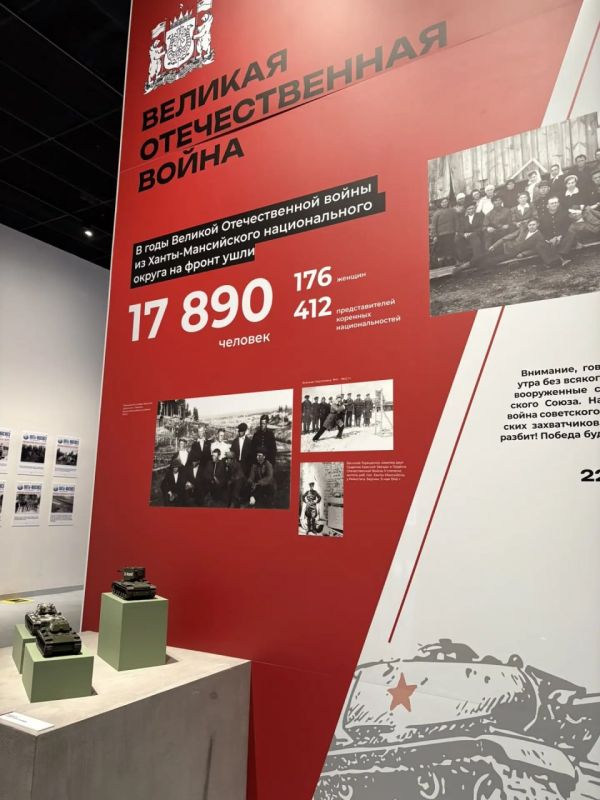 ВЕЛИКАЯ
ОТЕЧЕСТВЕННАЯ
ВОЙНА
В годы Великой Отечественной войны
из Ханты-Мансийского национального
округа на фронт ушли
17 890
человек
176 женщин
412 представителей
коренных
национальностей
Внимание, гов
утра без всяког
вооруженные с
ского Союза. На
война советского
ских захватчиков.
разбит! Победа буд
22